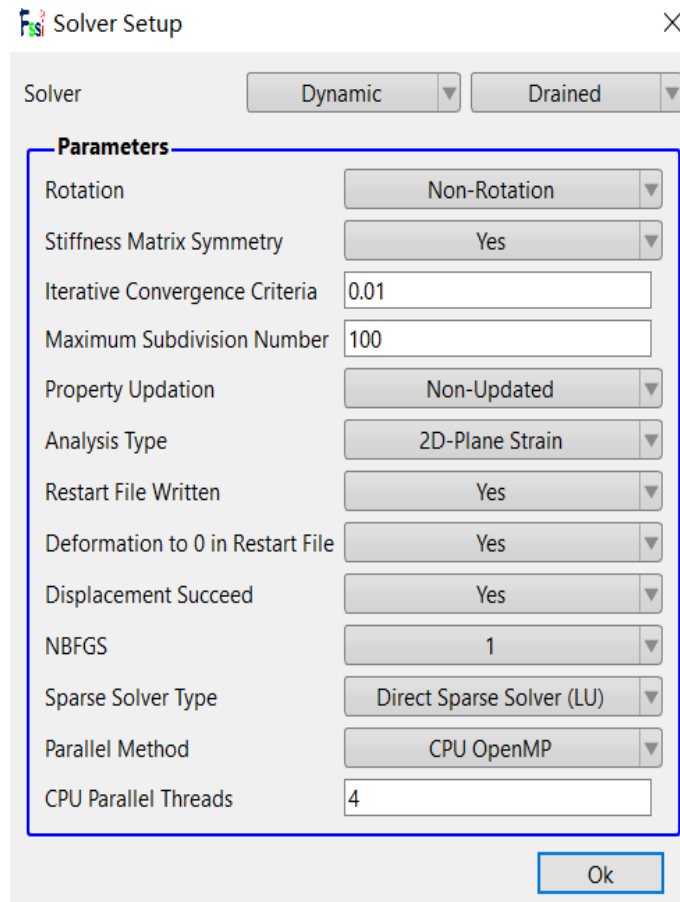 Fssi Solver Setup
Solver Dynamic Drained
Parameters
Rotation Non-Rotation
Stiffness Matrix Symmetry Yes
Iterative Convergence Criteria 0.01
Maximum Subdivision Number 100
Property Updation Non-Updated
Analysis Type 2D-Plane Strain
Restart File Written Yes
Deformation to 0 in Restart File Yes
Displacement Succeed Yes
NBFGS 1
Sparse Solver Type Direct Sparse Solver (LU)
Parallel Method CPU OpenMP
CPU Parallel Threads 4
Ok